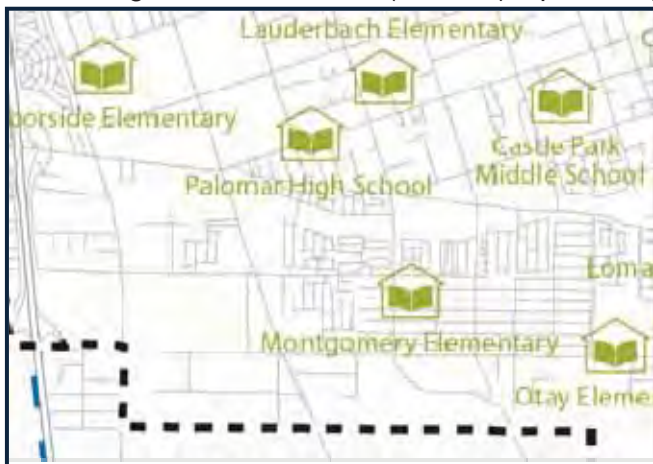 Lauderbach Elementary
orside Elementary
Palomar High School
Castle Park
Middle School
Loma
Montgomery Elementary
Otay Eleme